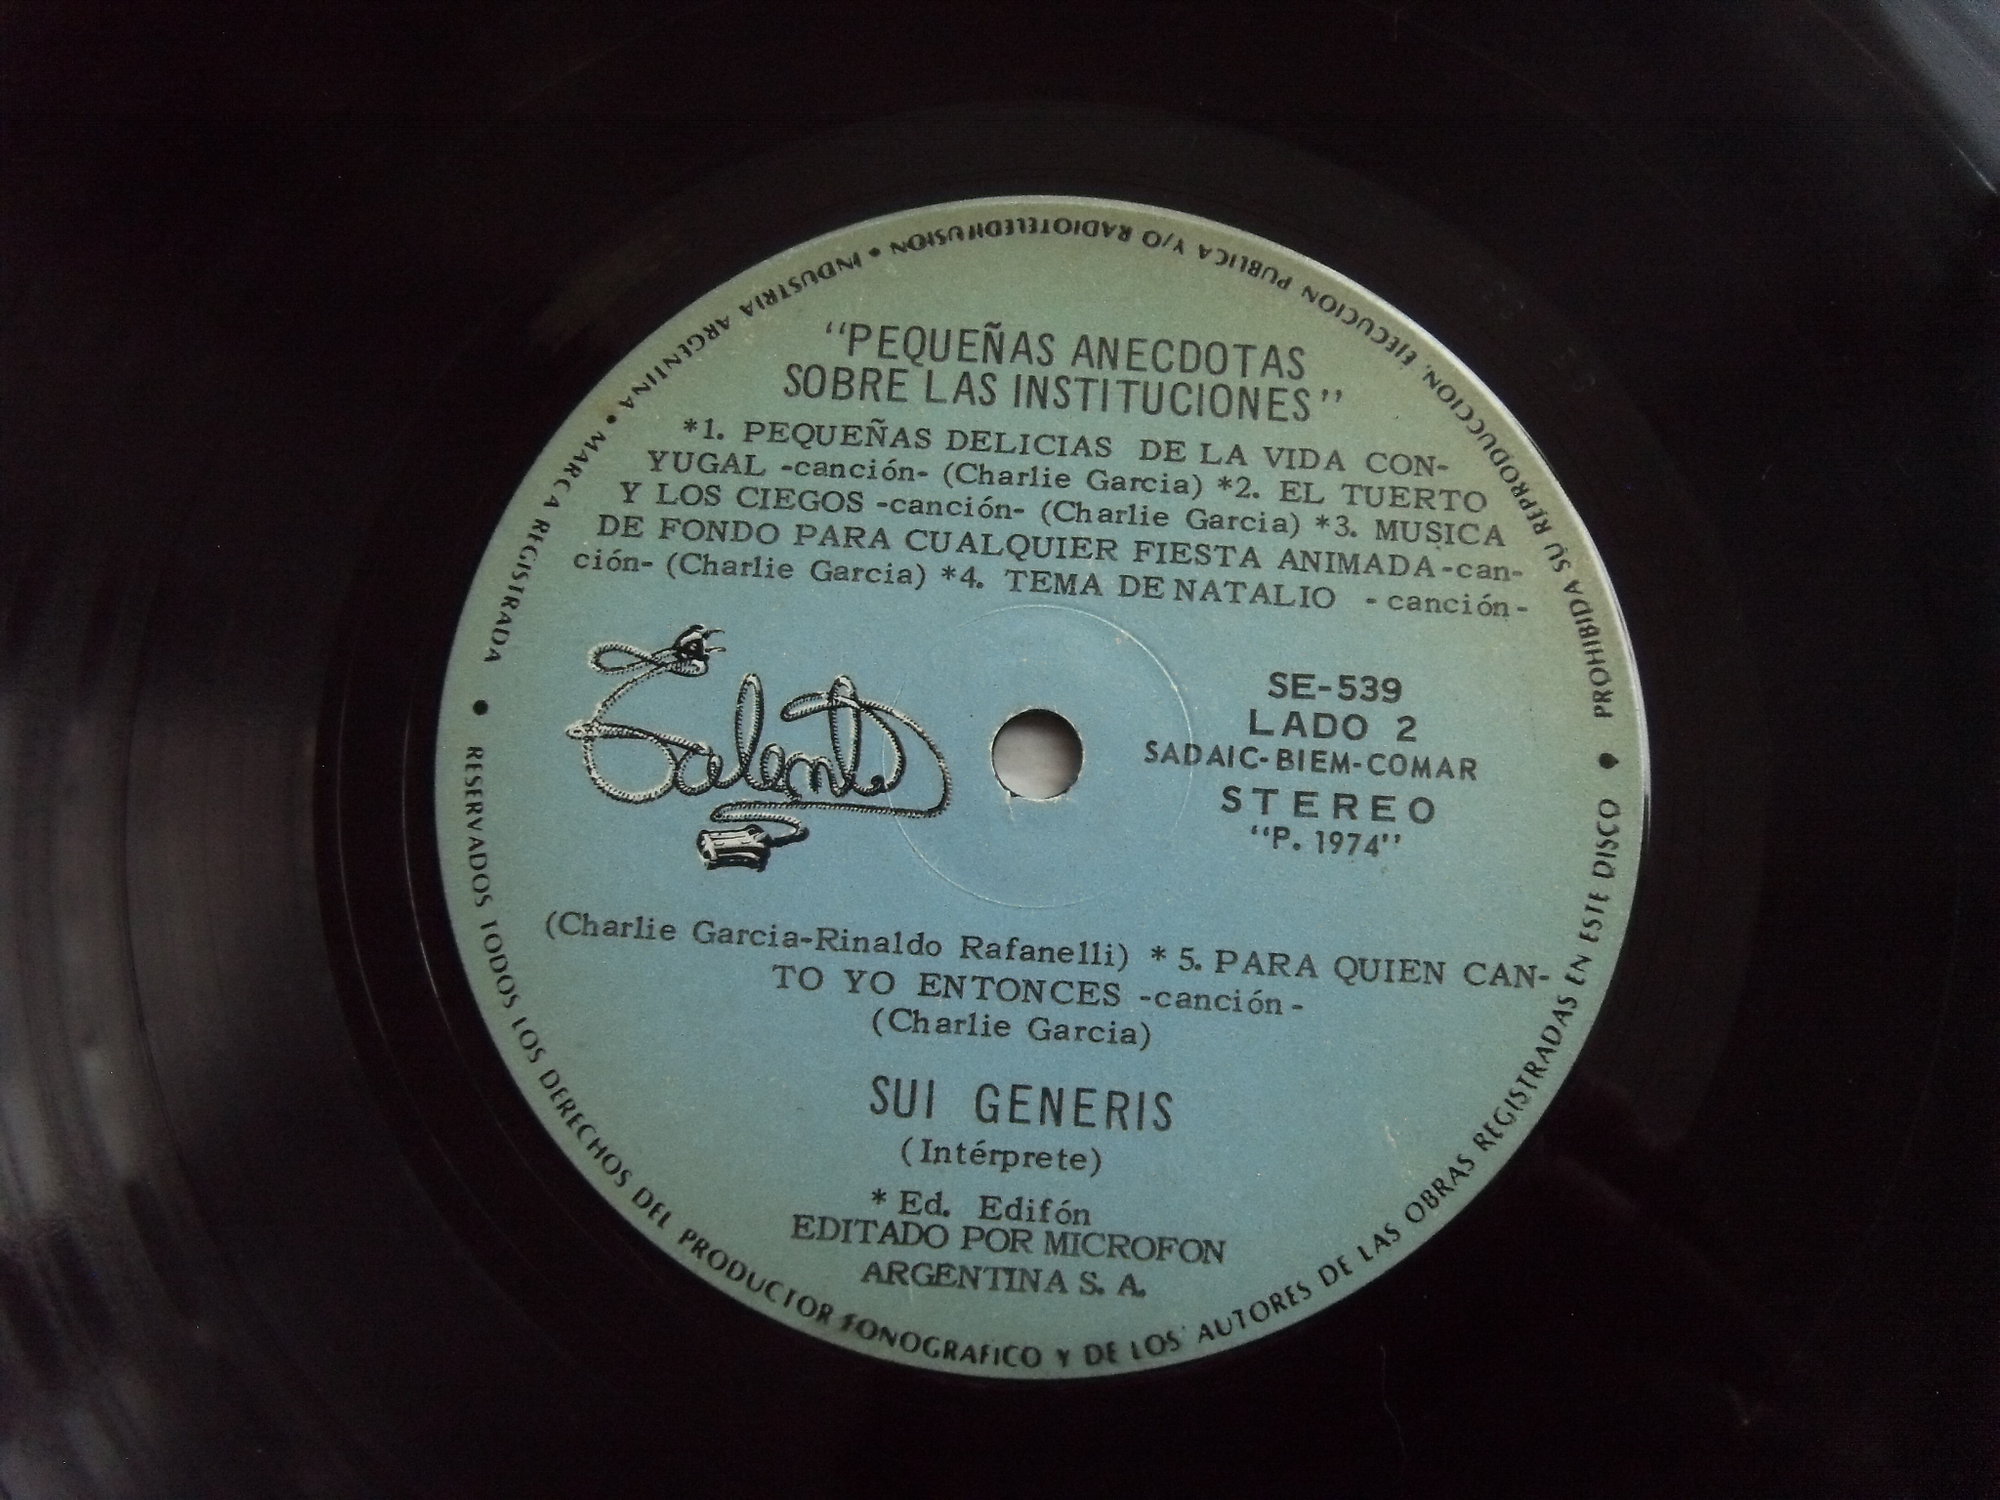 "PEQUEÑAS ANECDOTAS
SOBRE LAS INSTITUCIONES"
*1. PEQUEÑAS DELICIAS DE LA VIDA CON-
YUGAL -canción- (Charlie Garcia) *2. EL TUERTO
Y LOS CIEGOS -canción- (Charlie Garcia) *3. MUSICA
DE FONDO PARA CUALQUIER FIESTA ANIMADA -can-
ción- (Charlie Garcia) *4. TEMA DE NATALIO - canción -
Talent
SE-539
LADO 2
SADAIC-BIEM-COMAR
STEREO
"P. 1974"
(Charlie Garcia-Rinaldo Rafanelli) * 5. PARA QUIEN CAN-
TO YO ENTONCES -canción -
(Charlie Garcia)
SUI GENERIS
(Intérprete)
* Ed. Edifón
EDITADO POR MICROFON
ARGENTINA S. A.
RESERVADOS TODOS LOS DERECHOS DEL PRODUCTOR FONOGRAFICO Y DE LOS AUTORES DE LAS OBRAS REGISTRADAS EN ESTE DISCO • PROHIBIDA SU REPRODUCCION, EJECUCION PUBLICA Y/O RADIOTELEDIFUSION • INDUSTRIA ARGENTINA • MARCA REGISTRADA •